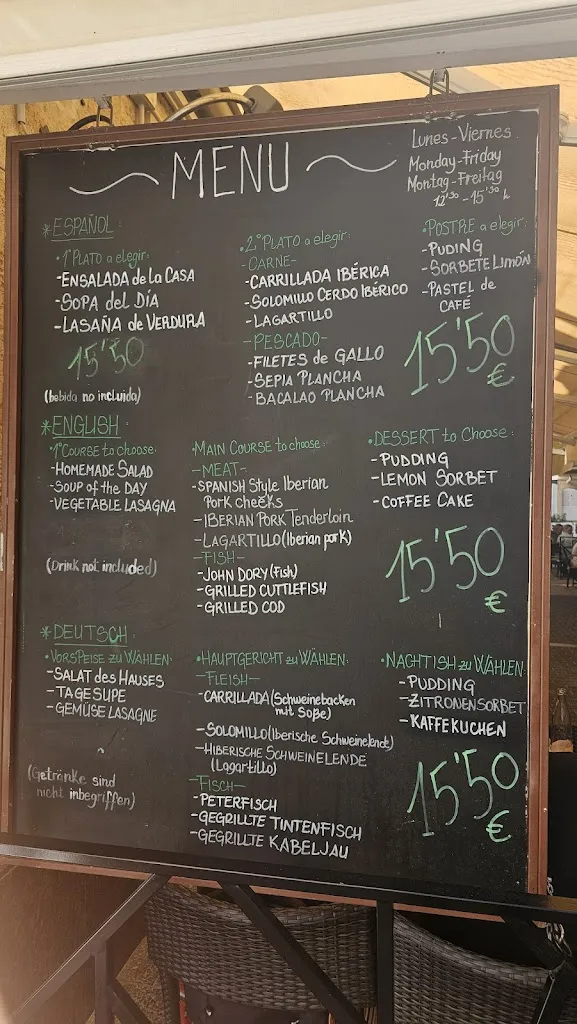 MENU
Lunes-Viernes
Monday-Friday
Montag-Freitag
12'30 - 15'30 h
*ESPAÑOL:
·1ºPLATO a elegir:
-ENSALADA de la CASA
-SOPA del DÍA
-LASAÑA de VERDURA
15'50
(bebida no incluida)
·2º PLATO a elegir:
-CARNE-
-CARRILLADA IBÉRICA
-SOLOMILLO CERDO IBÉRICO
-LAGARTILLO
-PESCADO-
-FILETES de GALLO
-SEPIA PLANCHA
-BACALAO PLANCHA
·POSTRE a elegir:
-PUDING
-SORBETE LIMÓN
-PASTEL de
CAFÉ
15'50
€
*ENGLISH:
·1ºCOURSE to choose:
-HOMEMADE SALAD
-SOUP of the DAY
-VEGETABLE LASAGNA
(Drink not included)
·MAIN COURSE to choose:
-MEAT-
-SPANISH Style Iberian
Pork cheeks
-IBERIAN PORK Tenderloin
-LAGARTILLO (Iberian pork)
-FISH-
-JOHN DORY (Fish)
-GRILLED CUTTLEFISH
-GRILLED COD
·DESSERT to Choose:
-PUDDING
-LEMON SORBET
-COFFEE CAKE
15'50
€
*DEUTSCH:
·VORSPEISE zu WÄHLEN:
-SALAT des HAUSES
-TAGESUPE
-GEMÜSE LASAGNE
(Getränke sind
nicht inbegriffen)
·HAUPTGERICHT zu WÄHLEN:
-FLEISH-
-CARRILLADA (Schweinebacken
mit Soße)
-SOLOMILLO (Iberische Schweinelende)
-HIBERISCHE SCHWEINELENDE
(Lagartillo)
-FISCH-
-PETERFISCH
-GEGRILLTE TINTENFISCH
-GEGRILLTE KABELJAU
·NACHTISH zu WÄHLEN:
-PUDDING
-ZITRONENSORBET
-KAFFEKUCHEN
15'50
€